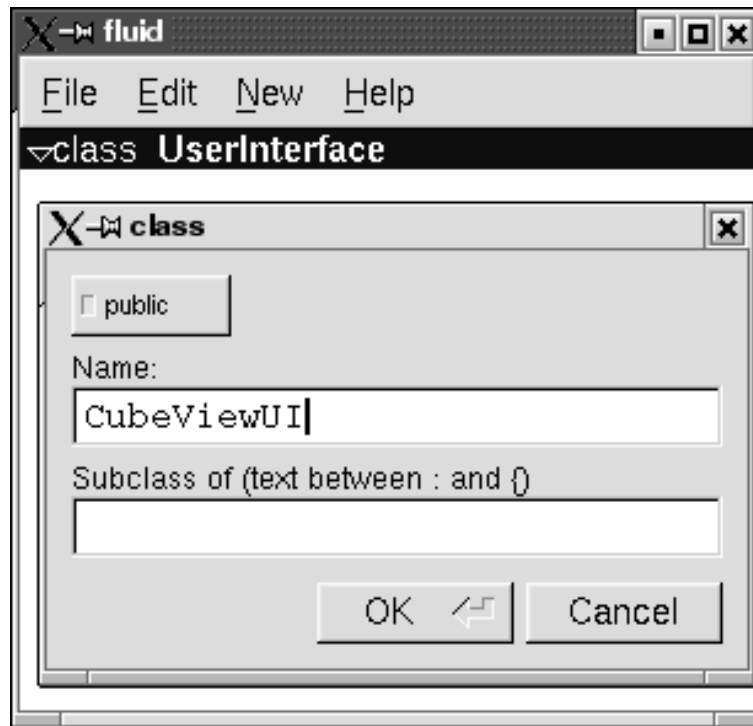 fluid
File Edit New Help
class UserInterface
class
public
Name:
CubeViewUI
Subclass of (text between : and {)
OK Cancel